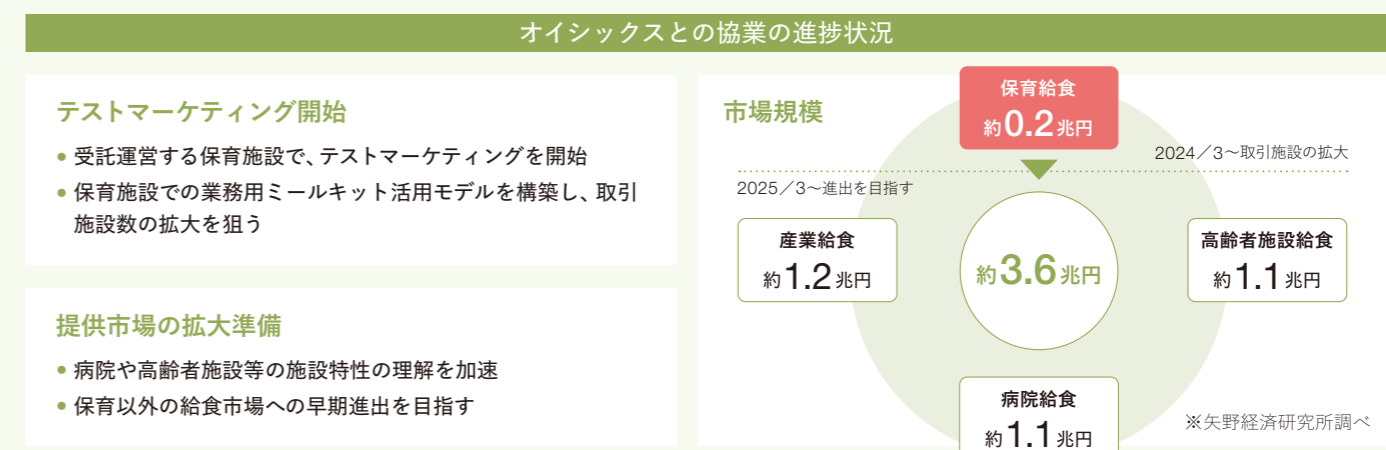 オイシックスとの協業の進捗状況
テストマーケティング開始
● 受託運営する保育施設で、テストマーケティングを開始
● 保育施設での業務用ミールキット活用モデルを構築し、取引
施設数の拡大を狙う
提供市場の拡大準備
● 病院や高齢者施設等の施設特性の理解を加速
● 保育以外の給食市場への早期進出を目指す
市場規模
保育給食
約0.2兆円
2024／3～取引施設の拡大
2025／3～進出を目指す
産業給食
約1.2兆円
約3.6兆円
高齢者施設給食
約1.1兆円
病院給食
約1.1兆円
※矢野経済研究所調べ